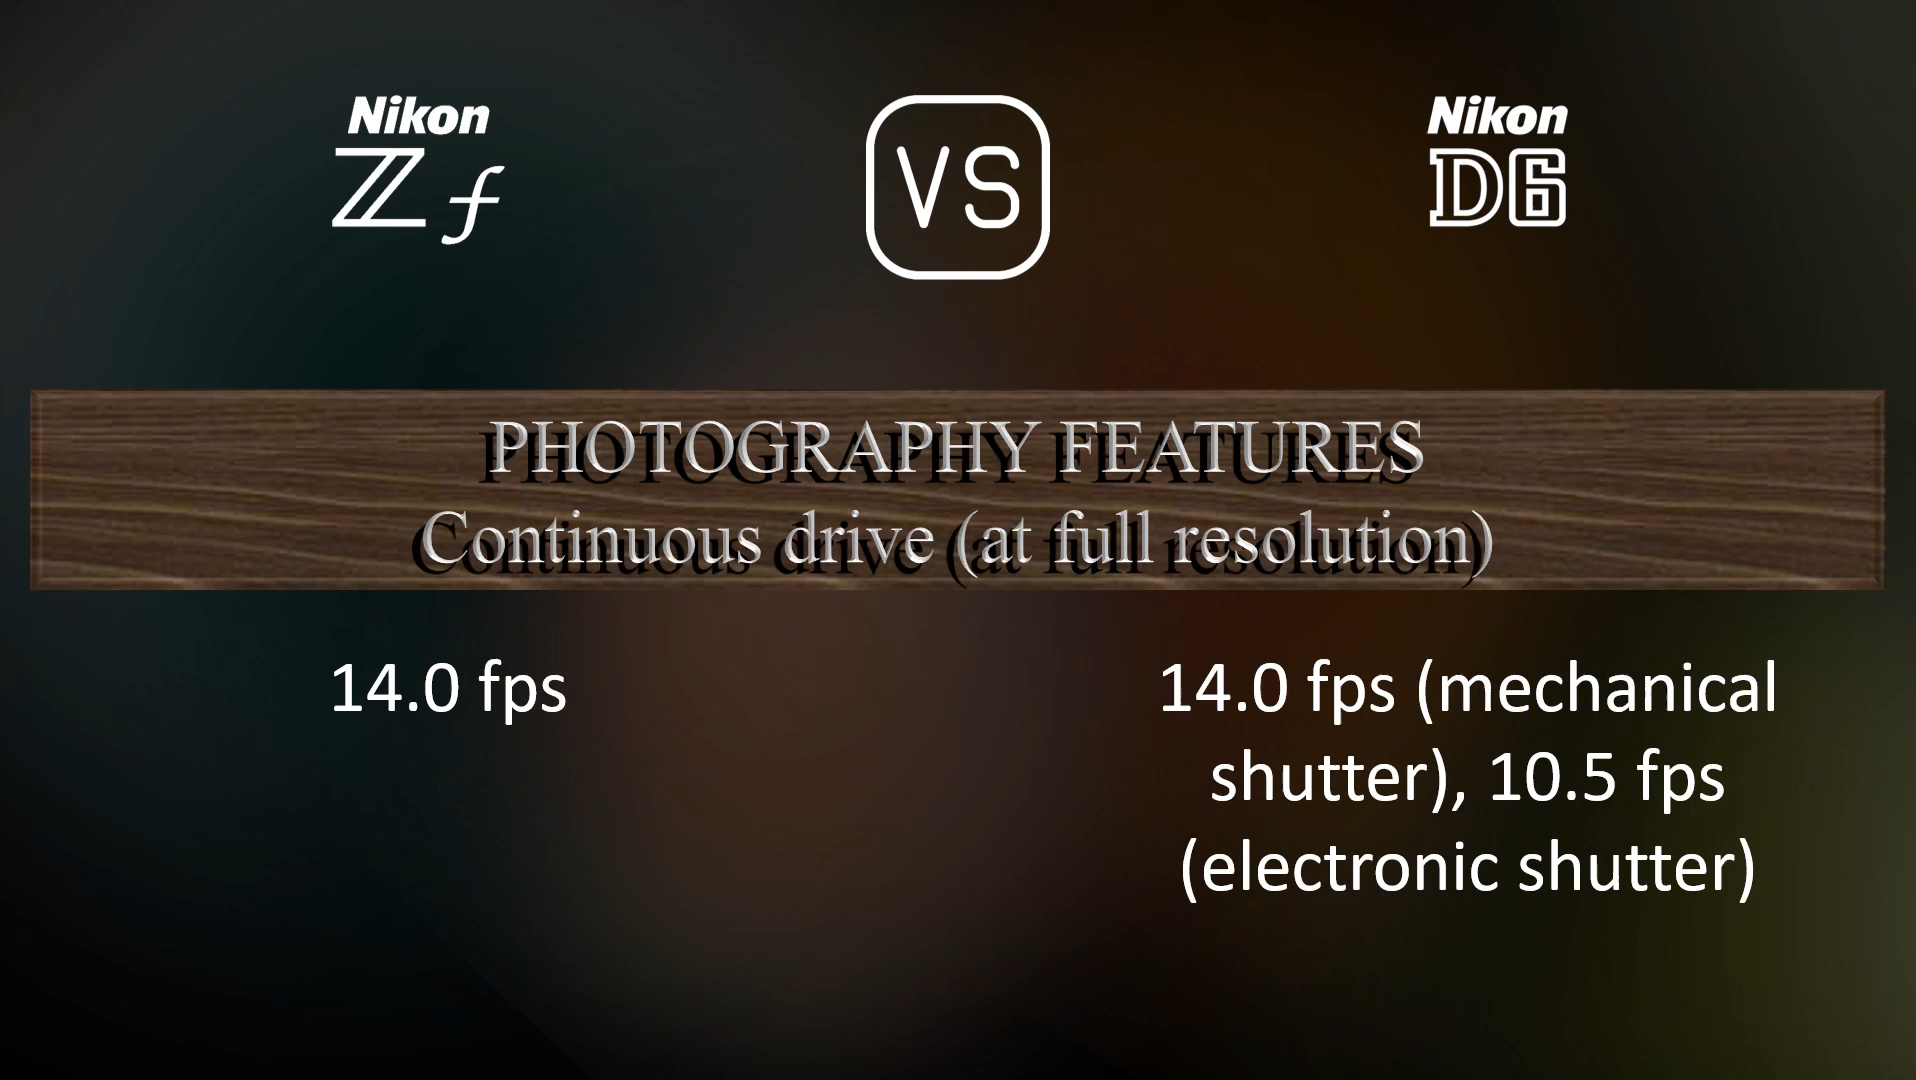 Nikon
Z f
VS
Nikon
D6
PHOTOGRAPHY FEATURES
Continuous drive (at full resolution)
14.0 fps
14.0 fps (mechanical
shutter), 10.5 fps
(electronic shutter)